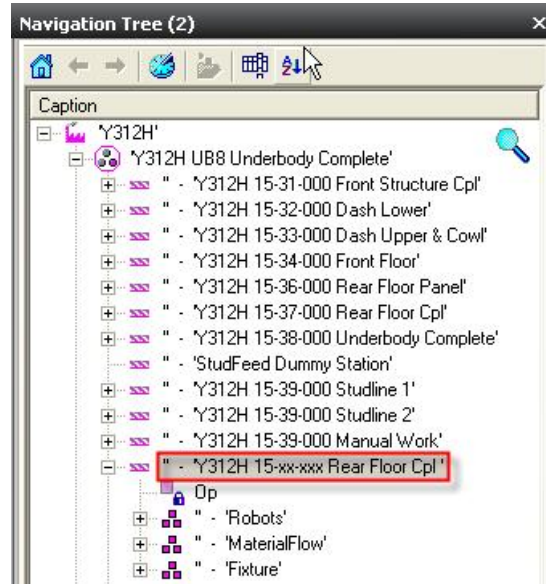 Navigation Tree (2)
Caption
'Y312H'
'Y312H UB8 Underbody Complete'
'' - 'Y312H 15-31-000 Front Structure Cpl'
'' - 'Y312H 15-32-000 Dash Lower'
'' - 'Y312H 15-33-000 Dash Upper & Cowl'
'' - 'Y312H 15-34-000 Front Floor'
'' - 'Y312H 15-36-000 Rear Floor Panel'
'' - 'Y312H 15-37-000 Rear Floor Cpl'
'' - 'Y312H 15-38-000 Underbody Complete'
'' - 'StudFeed Dummy Station'
'' - 'Y312H 15-39-000 Studline 1'
'' - 'Y312H 15-39-000 Studline 2'
'' - 'Y312H 15-39-000 Manual Work'
'' - 'Y312H 15-xx-xxx Rear Floor Cpl '
Op
'' - 'Robots'
'' - 'MaterialFlow'
'' - 'Fixture'